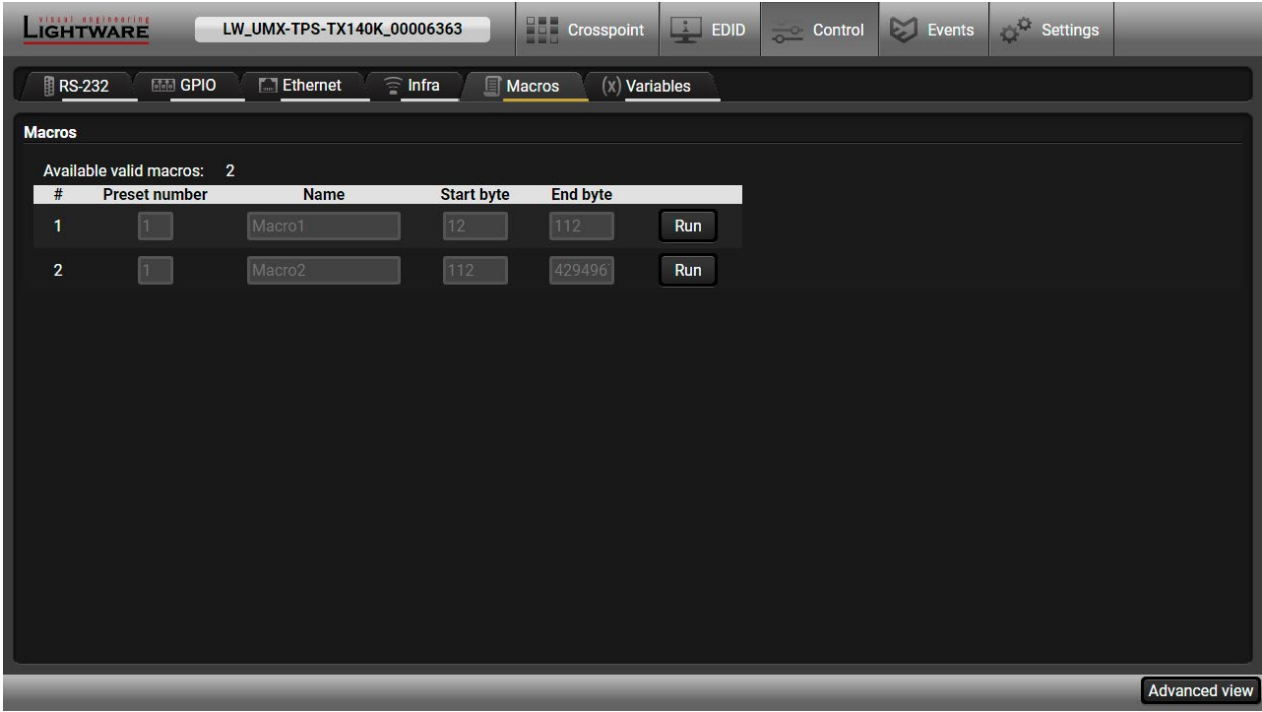 visual engineering
LIGHTWARE
LW_UMX-TPS-TX140K_00006363
Crosspoint
EDID
Control
Events
Settings
RS-232
GPIO
Ethernet
Infra
Macros
(x) Variables
Macros
Available valid macros: 2
# Preset number Name Start byte End byte
1 1 Macro1 12 112 Run
2 1 Macro2 112 429496 Run
Advanced view